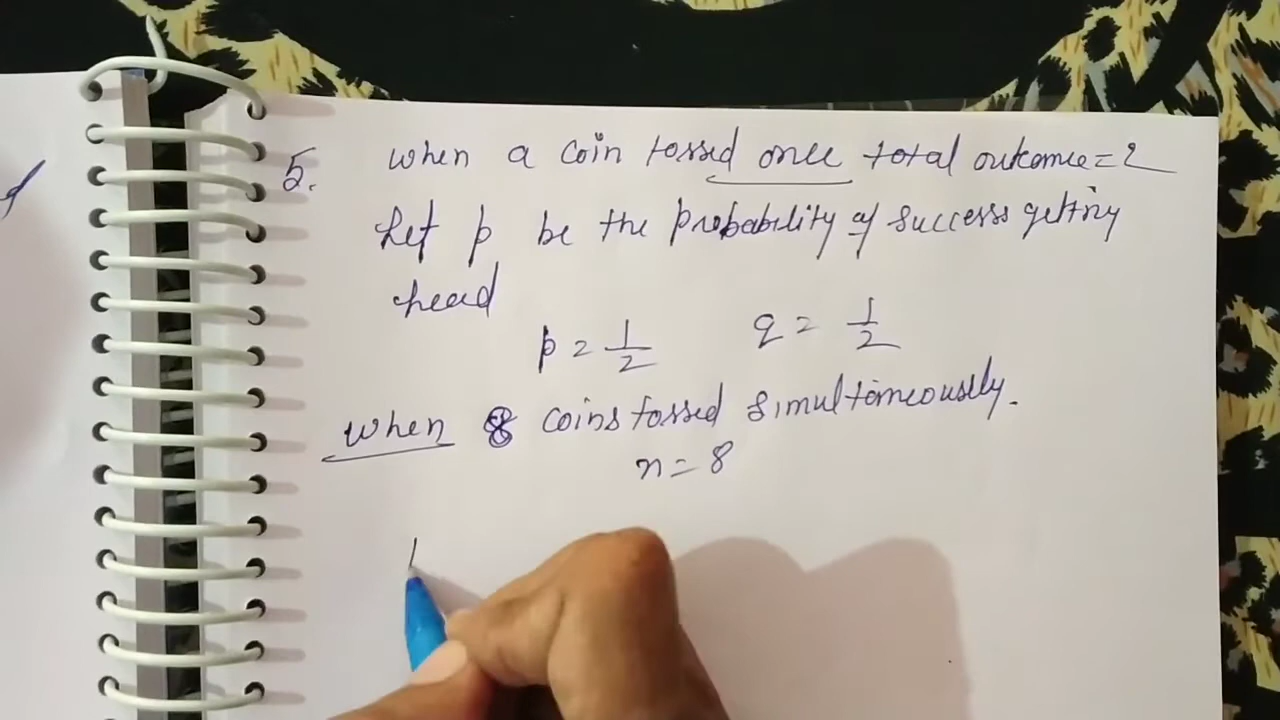 5. when a coin tossed once total outcome = 2
Let p be the probability of success getting
head
p = 1/2 q = 1/2
when 8 coins tossed simultaneously.
n = 8